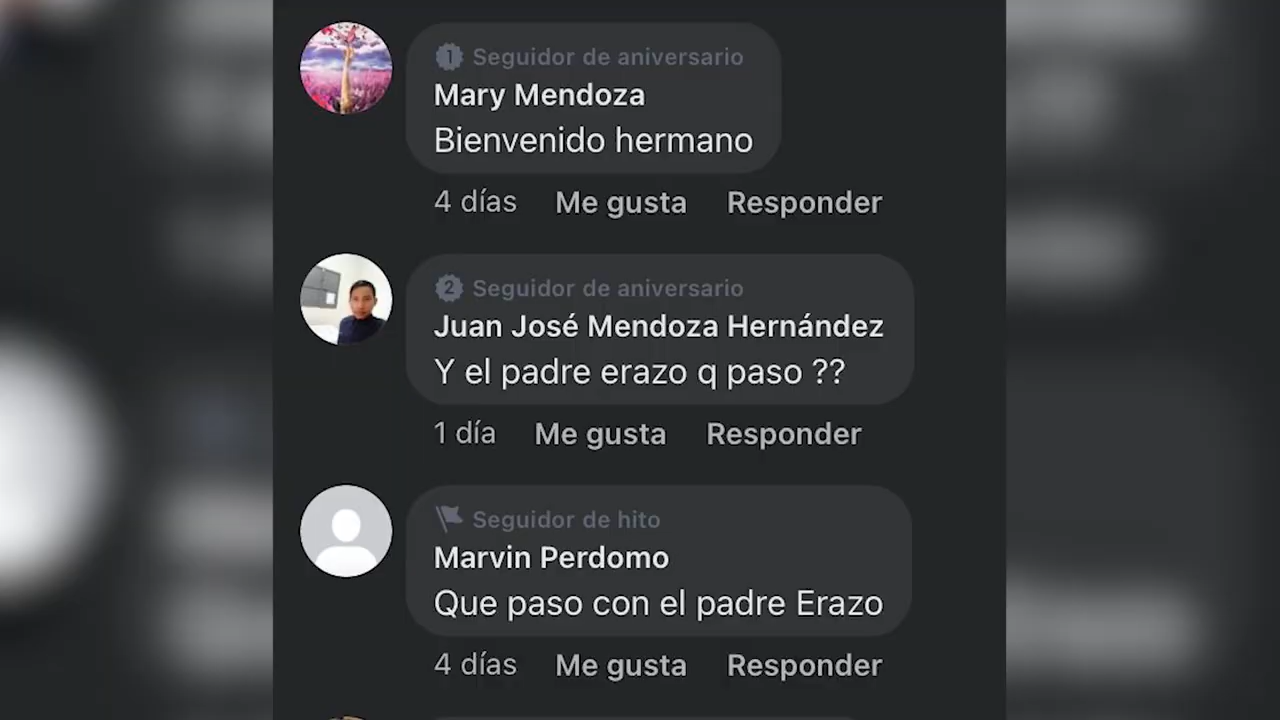 1 Seguidor de aniversario
Mary Mendoza
Bienvenido hermano
4 días Me gusta Responder
2 Seguidor de aniversario
Juan José Mendoza Hernández
Y el padre erazo q paso ??
1 día Me gusta Responder
Seguidor de hito
Marvin Perdomo
Que paso con el padre Erazo
4 días Me gusta Responder